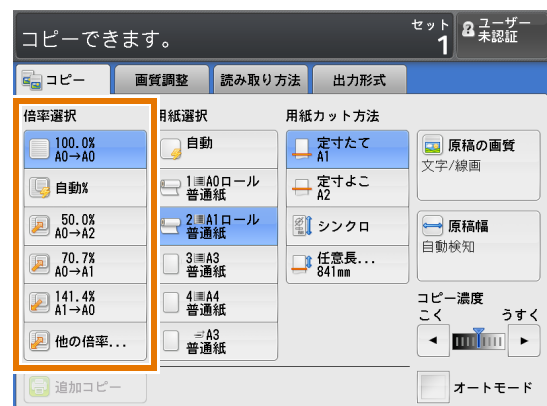 コピーできます。
セット
1
ユーザー
未認証
コピー
画質調整
読み取り方法
出力形式
倍率選択
100.0%
A0→A0
自動%
50.0%
A0→A2
70.7%
A0→A1
141.4%
A1→A0
他の倍率...
用紙選択
自動
1 A0ロール
普通紙
2 A1ロール
普通紙
3 A3
普通紙
4 A4
普通紙
A3
普通紙
用紙カット方法
定寸たて
A1
定寸よこ
A2
シンクロ
任意長...
841mm
原稿の画質
文字/線画
原稿幅
自動検知
コピー濃度
こく うすく
追加コピー
オートモード